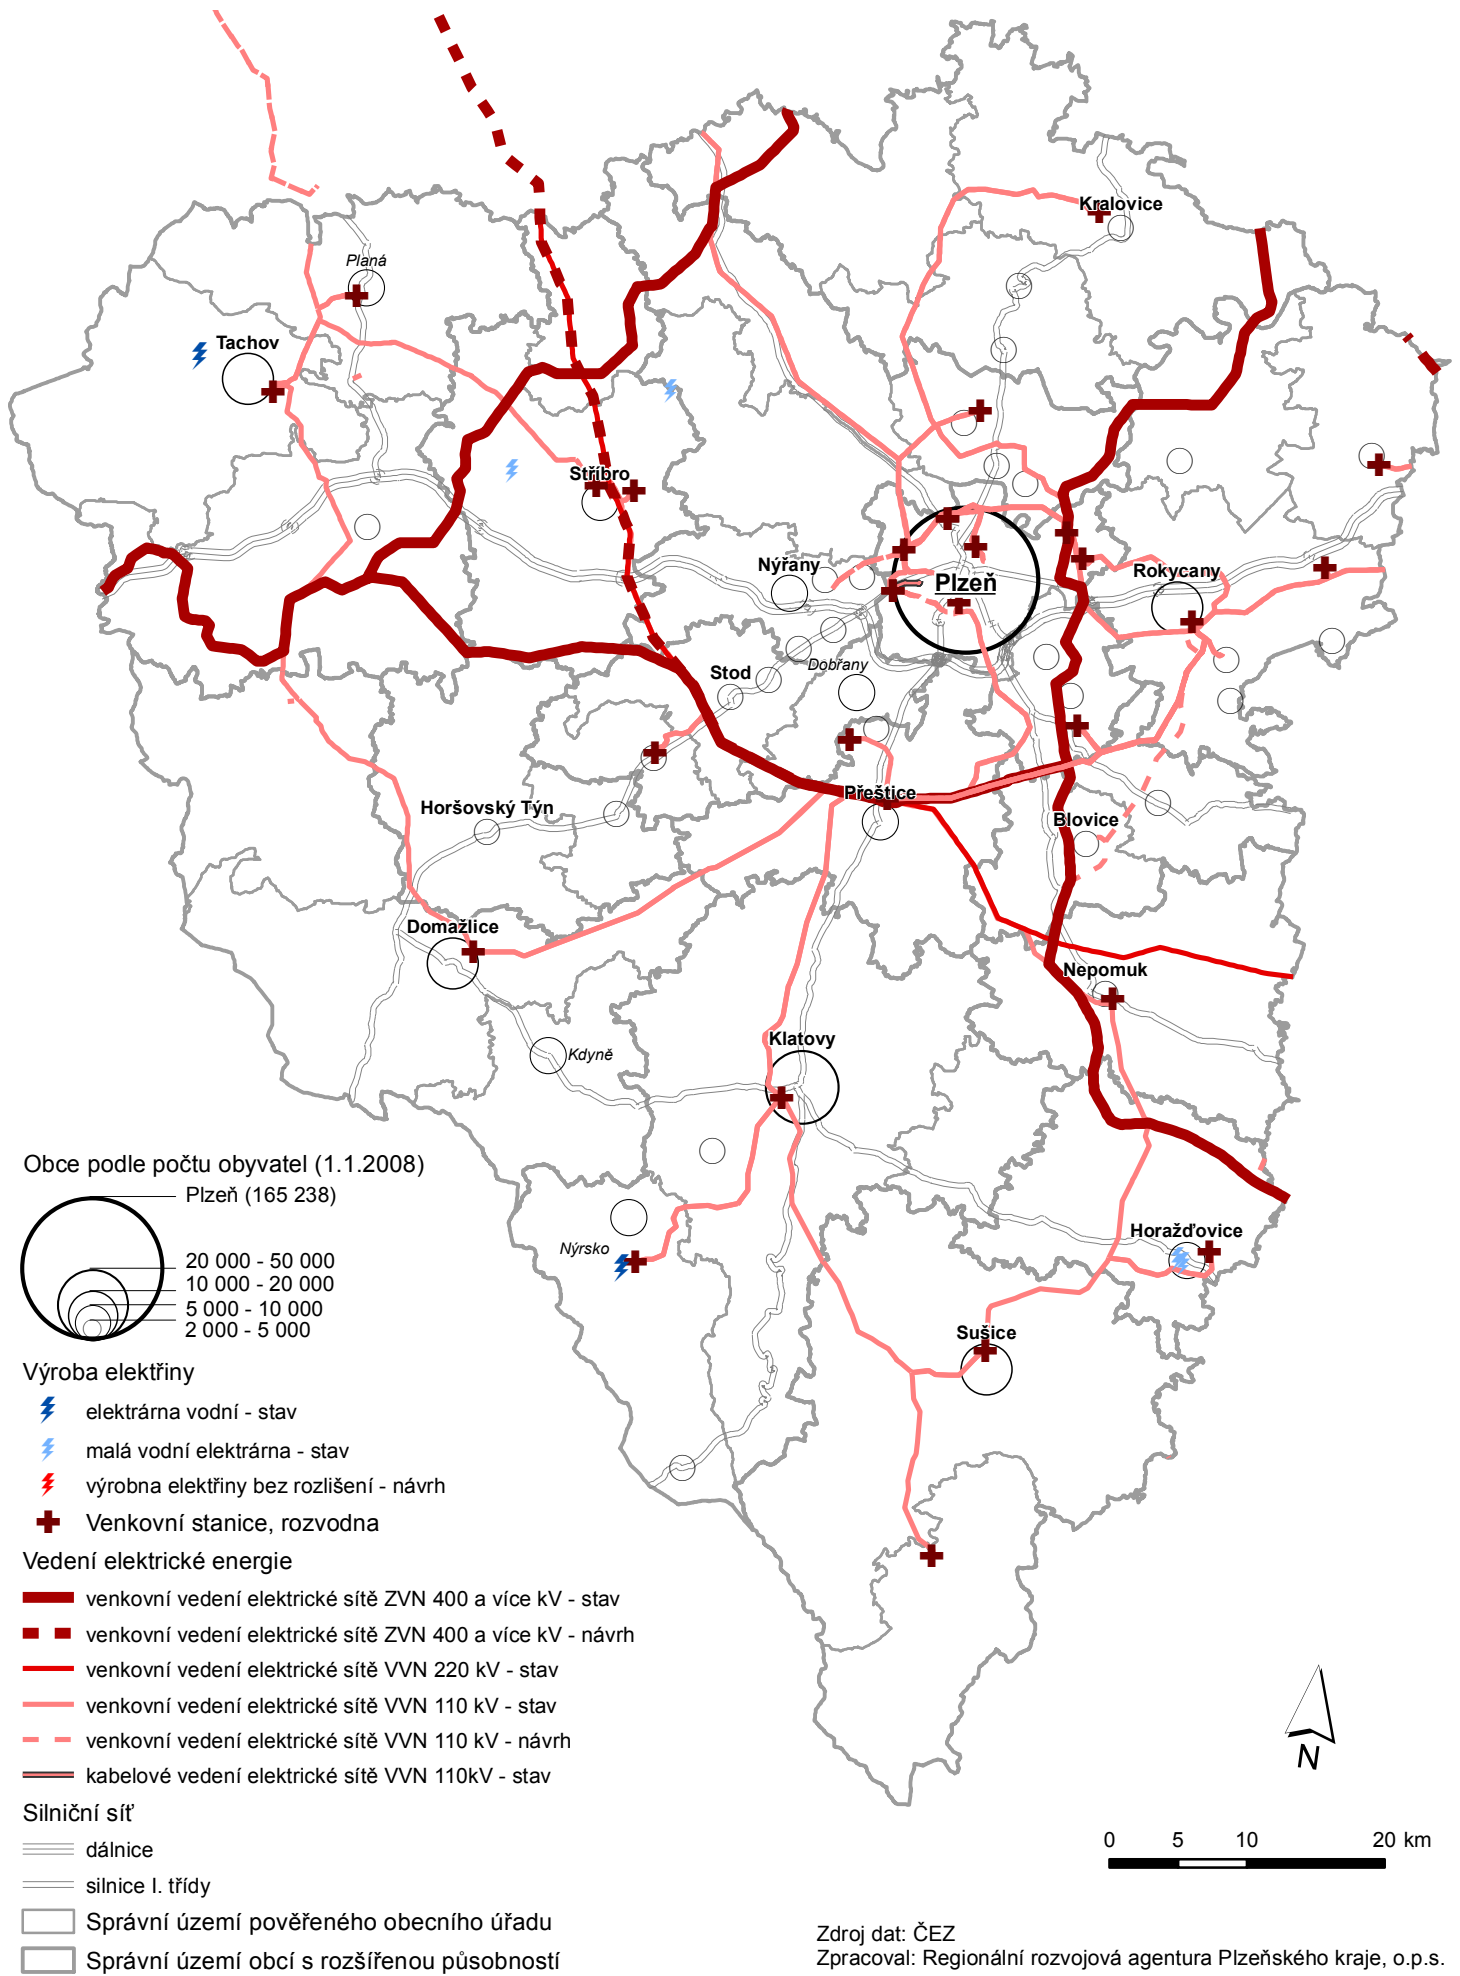 Kralovice
Planá
Tachov
Stříbro
Nýřany
Plzeň
Rokycany
Dobřany
Stod
Přeštice
Horšovský Týn
Blovice
Domažlice
Nepomuk
Klatovy
Kdyně
Horažďovice
Nýrsko
Sušice
Obce podle počtu obyvatel (1.1.2008)
Plzeň (165 238)
20 000 - 50 000
10 000 - 20 000
5 000 - 10 000
2 000 - 5 000
Výroba elektřiny
elektrárna vodní - stav
malá vodní elektrárna - stav
výrobna elektřiny bez rozlišení - návrh
Venkovní stanice, rozvodna
Vedení elektrické energie
venkovní vedení elektrické sítě ZVN 400 a více kV - stav
venkovní vedení elektrické sítě ZVN 400 a více kV - návrh
venkovní vedení elektrické sítě VVN 220 kV - stav
venkovní vedení elektrické sítě VVN 110 kV - stav
venkovní vedení elektrické sítě VVN 110 kV - návrh
kabelové vedení elektrické sítě VVN 110kV - stav
Silniční síť
dálnice
silnice I. třídy
Správní území pověřeného obecního úřadu
Správní území obcí s rozšířenou působností
N
0 5 10 20 km
Zdroj dat: ČEZ
Zpracoval: Regionální rozvojová agentura Plzeňského kraje, o.p.s.